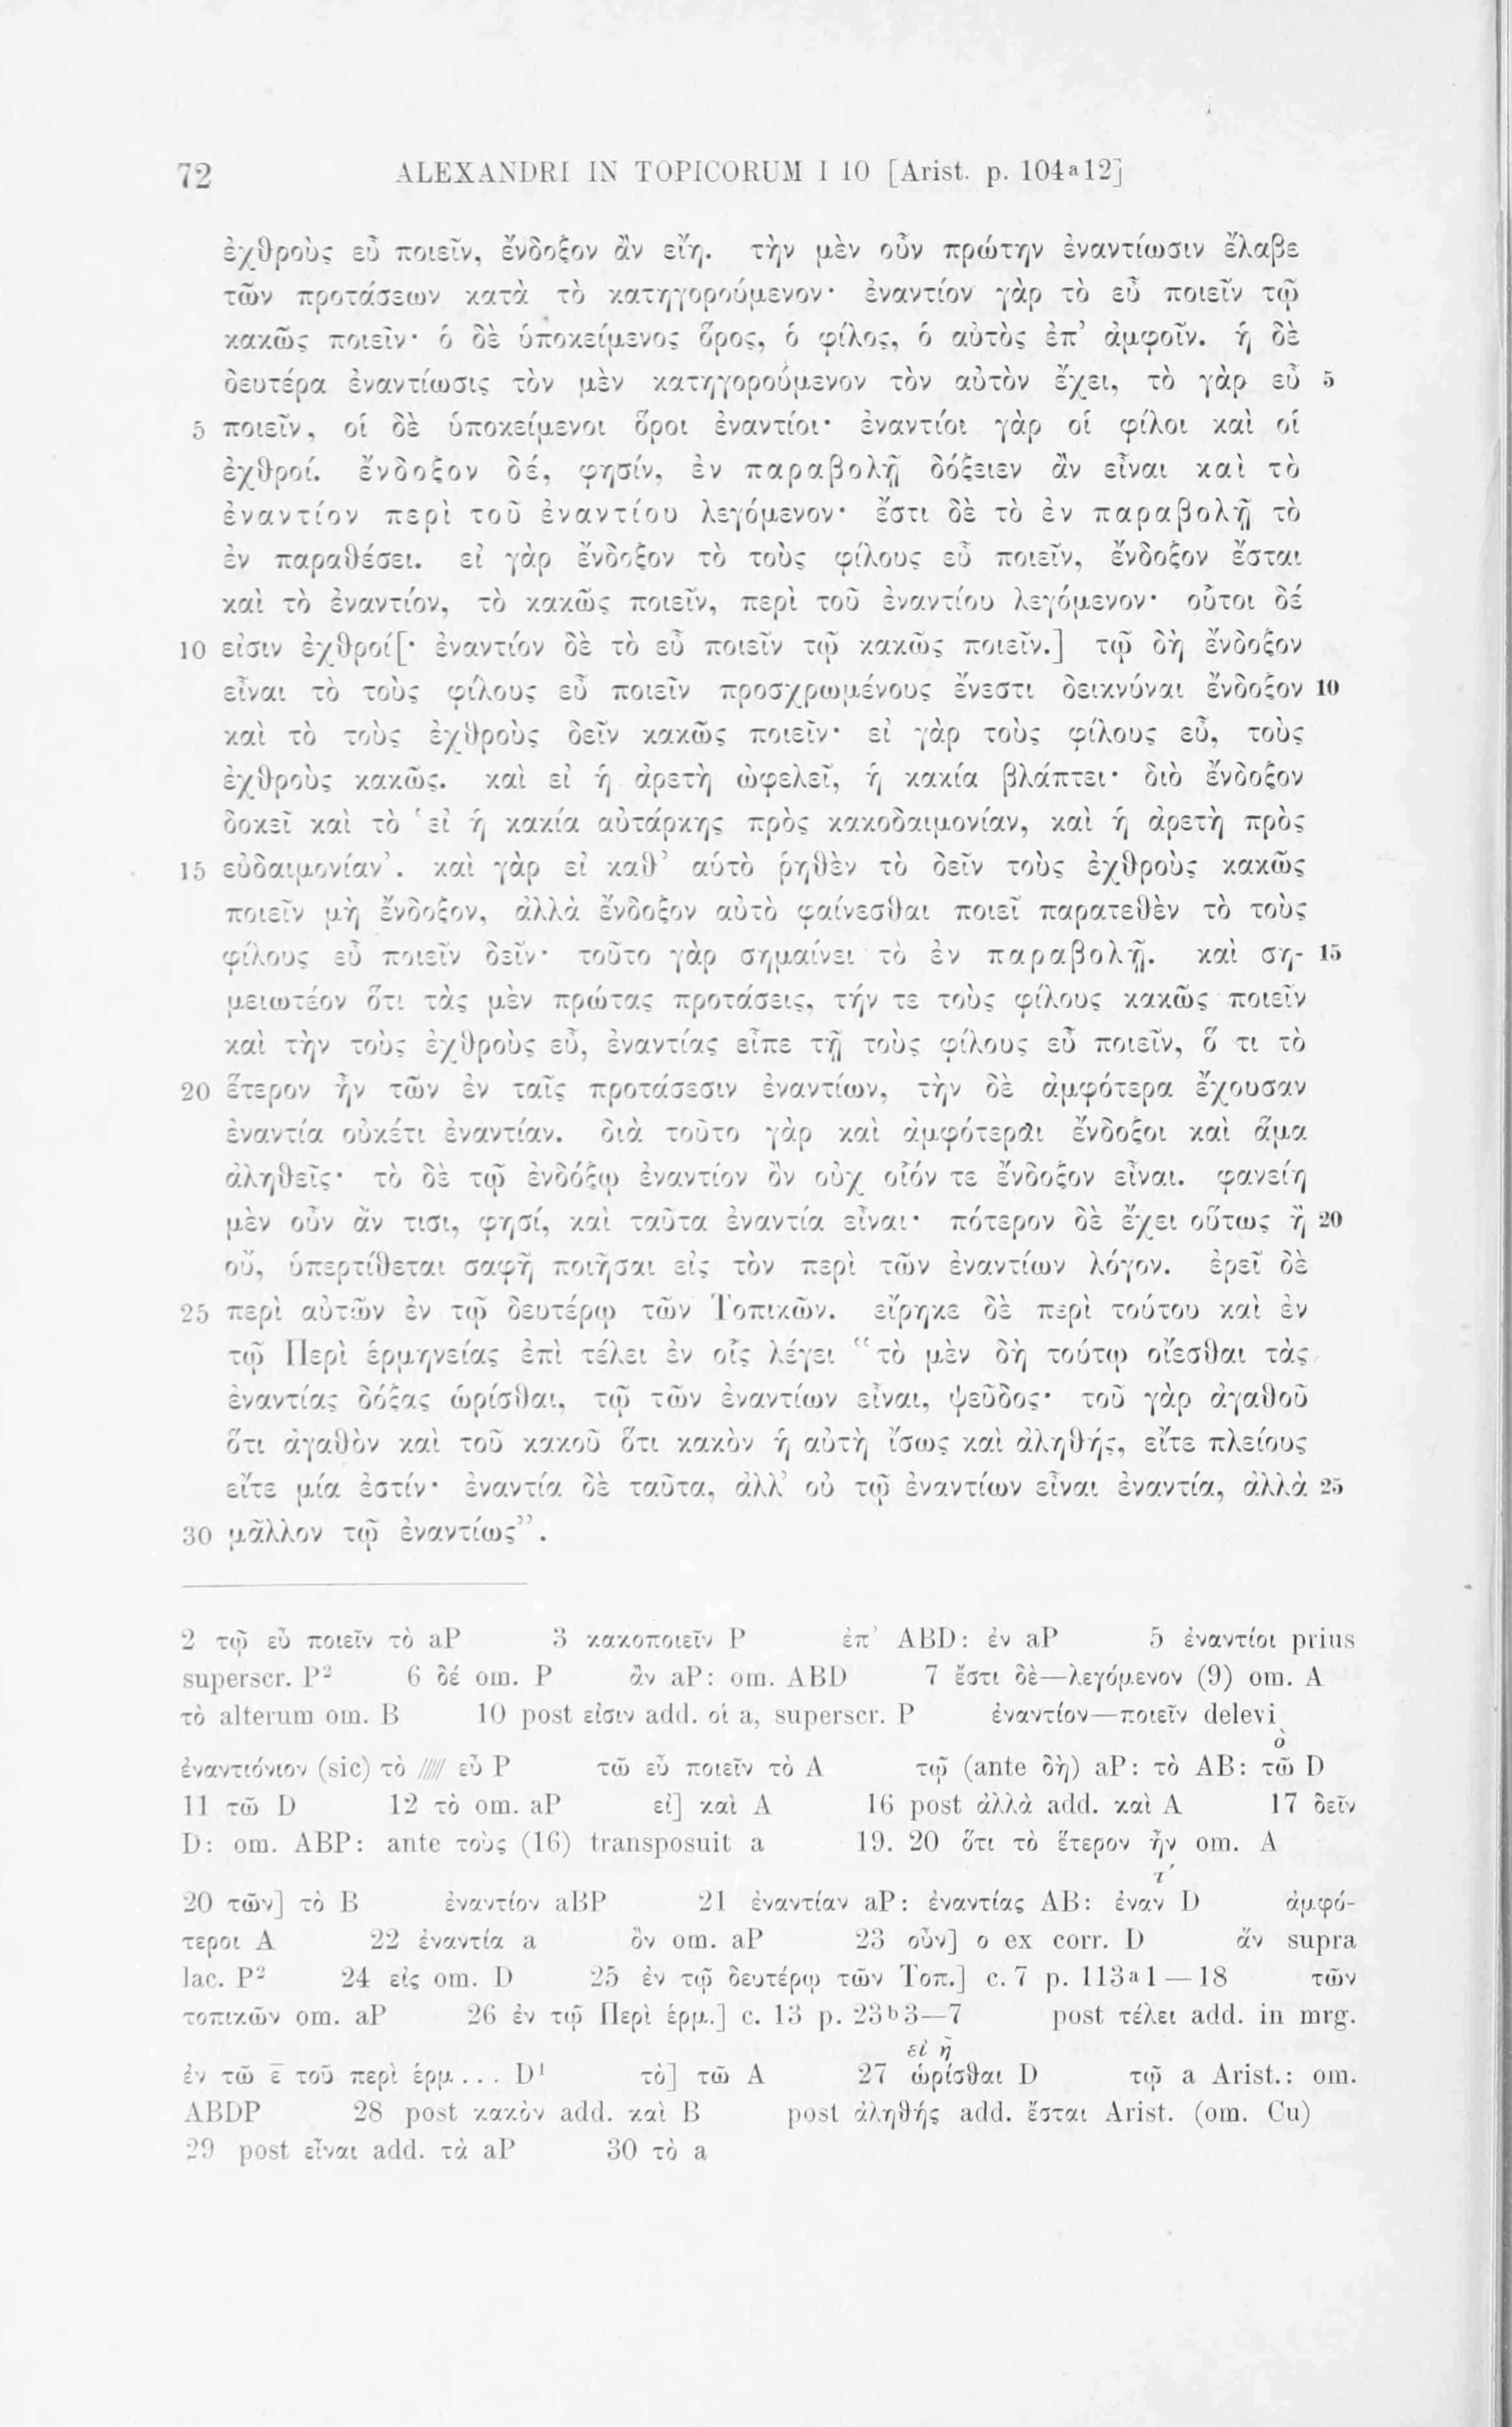 72 ALEXANDRI IN TOPICORUM I 10 [Arist. p. 104a12]
ἐχθροὺς εὖ ποιεῖν, ἔνδοξον ἂν εἴη. τὴν μὲν οὖν πρώτην ἐναντίωσιν ἔλαβε
τῶν προτάσεων κατὰ τὸ κατηγορούμενον· ἐναντίον γὰρ τὸ εὖ ποιεῖν τῷ
κακῶς ποιεῖν· ὁ δὲ ὑποκείμενος ὅρος, ὁ φίλος, ὁ αὐτὸς ἐπ’ ἀμφοῖν. ἡ δὲ
δευτέρα ἐναντίωσις τὸν μὲν κατηγορούμενον τὸν αὐτὸν ἔχει, τὸ γὰρ εὖ 5
5 ποιεῖν, οἱ δὲ ὑποκείμενοι ὅροι ἐναντίοι· ἐναντίοι γὰρ οἱ φίλοι καὶ οἱ
ἐχθροί. ἔνδοξον δέ, φησίν, ἐν παραβολῇ δόξειεν ἂν εἶναι καὶ τὸ
ἐναντίον περὶ τοῦ ἐναντίου λεγόμενον· ἔστι δὲ τὸ ἐν παραβολῇ τὸ
ἐν παραθέσει. εἰ γὰρ ἔνδοξον τὸ τοὺς φίλους εὖ ποιεῖν, ἔνδοξον ἔσται
καὶ τὸ ἐναντίον, τὸ κακῶς ποιεῖν, περὶ τοῦ ἐναντίου λεγόμενον· οὗτοι δέ
10 εἰσιν ἐχθροί[· ἐναντίον δὲ τὸ εὖ ποιεῖν τῷ κακῶς ποιεῖν.] τῷ δὴ ἔνδοξον
εἶναι τὸ τοὺς φίλους εὖ ποιεῖν προσχρωμένους ἔνεστι δεικνύναι ἔνδοξον 10
καὶ τὸ τοὺς ἐχθροὺς δεῖν κακῶς ποιεῖν· εἰ γὰρ τοὺς φίλους εὖ, τοὺς
ἐχθροὺς κακῶς. καὶ εἰ ἡ ἀρετὴ ὠφελεῖ, ἡ κακία βλάπτει· διὸ ἔνδοξον
δοκεῖ καὶ τὸ ‘εἰ ἡ κακία αὐτάρκης πρὸς κακοδαιμονίαν, καὶ ἡ ἀρετὴ πρὸς
15 εὐδαιμονίαν’. καὶ γὰρ εἰ καθ’ αὑτὸ ῥηθὲν τὸ δεῖν τοὺς ἐχθροὺς κακῶς
ποιεῖν μὴ ἔνδοξον, ἀλλὰ ἔνδοξον αὐτὸ φαίνεσθαι ποιεῖ παρατεθὲν τὸ τοὺς
φίλους εὖ ποιεῖν δεῖν· τοῦτο γὰρ σημαίνει τὸ ἐν παραβολῇ. καὶ ση- 15
μειωτέον ὅτι τὰς μὲν πρώτας προτάσεις, τήν τε τοὺς φίλους κακῶς ποιεῖν
καὶ τὴν τοὺς ἐχθροὺς εὖ, ἐναντίας εἶπε τῇ τοὺς φίλους εὖ ποιεῖν, ὅ τι τὸ
20 ἕτερον ἦν τῶν ἐν ταῖς προτάσεσιν ἐναντίων, τὴν δὲ ἀμφότερα ἔχουσαν
ἐναντία οὐκέτι ἐναντίαν. διὰ τοῦτο γὰρ καὶ ἀμφότεραι ἔνδοξοι καὶ ἅμα
ἀληθεῖς· τὸ δὲ τῷ ἐνδόξῳ ἐναντίον ὂν οὐχ οἷόν τε ἔνδοξον εἶναι. φανείη
μὲν οὖν ἄν τισι, φησί, καὶ ταῦτα ἐναντία εἶναι· πότερον δὲ ἔχει οὕτως ἢ 20
οὔ, ὑπερτίθεται σαφῆ ποιῆσαι εἰς τὸν περὶ τῶν ἐναντίων λόγον. ἐρεῖ δὲ
25 περὶ αὐτῶν ἐν τῷ δευτέρῳ τῶν Τοπικῶν. εἴρηκε δὲ περὶ τούτου καὶ ἐν
τῷ Περὶ ἑρμηνείας ἐπὶ τέλει ἐν οἷς λέγει “τὸ μὲν δὴ τούτῳ οἴεσθαι τὰς
ἐναντίας δόξας ὡρίσθαι, τῷ τῶν ἐναντίων εἶναι, ψεῦδος· τοῦ γὰρ ἀγαθοῦ
ὅτι ἀγαθὸν καὶ τοῦ κακοῦ ὅτι κακὸν ἡ αὐτὴ ἴσως καὶ ἀληθής, εἴτε πλείους
εἴτε μία ἐστίν· ἐναντία δὲ ταῦτα, ἀλλ’ οὐ τῷ ἐναντίων εἶναι ἐναντία, ἀλλὰ 25
30 μᾶλλον τῷ ἐναντίως”.
2 τῷ εὖ ποιεῖν τὸ aP 3 κακοποιεῖν P ἐπ’ ABD: ἐν aP 5 ἐναντίοι prius
superscr. P² 6 δέ om. P ἂν aP: om. ABD 7 ἔστι δὲ—λεγόμενον (9) om. A
τὸ alterum om. B 10 post εἰσιν add. οἱ a, superscr. P ἐναντίον—ποιεῖν delevi
ὸ
ἐναντιόνιον (sic) τὸ ///// εὖ P τῶ εὖ ποιεῖν τὸ A τῷ (ante δὴ) aP: τὸ AB: τῶ D
11 τῶ D 12 τὸ om. aP εἰ] καὶ A 16 post ἀλλὰ add. καὶ A 17 δεῖν
D: om. ABP: ante τοὺς (16) transposuit a 19. 20 ὅτι τὸ ἕτερον ἦν om. A
τ´
20 τῶν] τὸ B ἐναντίον aBP 21 ἐναντίαν aP: ἐναντίας AB: ἐναν D ἀμφό-
τεροι A 22 ἐναντία a ὂν om. aP 23 οὖν] ο ex corr. D ἄν supra
lac. P² 24 εἰς om. D 25 ἐν τῷ δευτέρῳ τῶν Τοπ.] c. 7 p. 113a1—18 τῶν
τοπικῶν om. aP 26 ἐν τῷ Περὶ ἑρμ.] c. 13 p. 23b3—7 post τέλει add. in mrg.
εἰ ῆ
ἐν τῶ ε̄ τοῦ περὶ ἑρμ... D¹ τὸ] τῶ A 27 ὡρίσθαι D τῷ a Arist.: om.
ABDP 28 post κακὸν add. καὶ B post ἀληθής add. ἔσται Arist. (om. Cu)
29 post εἶναι add. τὰ aP 30 τὸ a